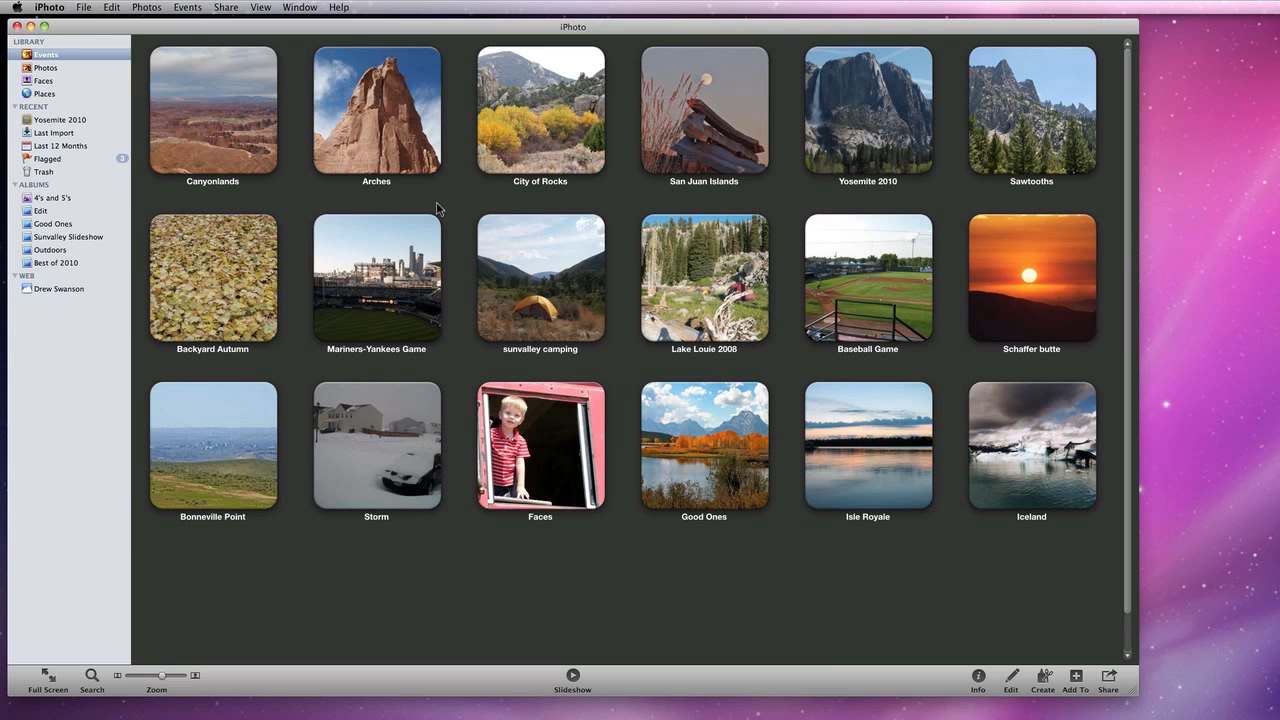 iPhoto File Edit Photos Events Share View Window Help
iPhoto
LIBRARY
Events
Photos
Faces
Places
RECENT
Yosemite 2010
Last Import
Last 12 Months
Flagged 3
Trash
ALBUMS
4's and 5's
Edit
Good Ones
Sunvalley Slideshow
Outdoors
Best of 2010
WEB
Drew Swanson
Canyonlands Arches City of Rocks San Juan Islands Yosemite 2010 Sawtooths
Backyard Autumn Mariners-Yankees Game sunvalley camping Lake Louie 2008 Baseball Game Schaffer butte
Bonneville Point Storm Faces Good Ones Isle Royale Iceland
Full Screen Search Zoom Slideshow Info Edit Create Add To Share